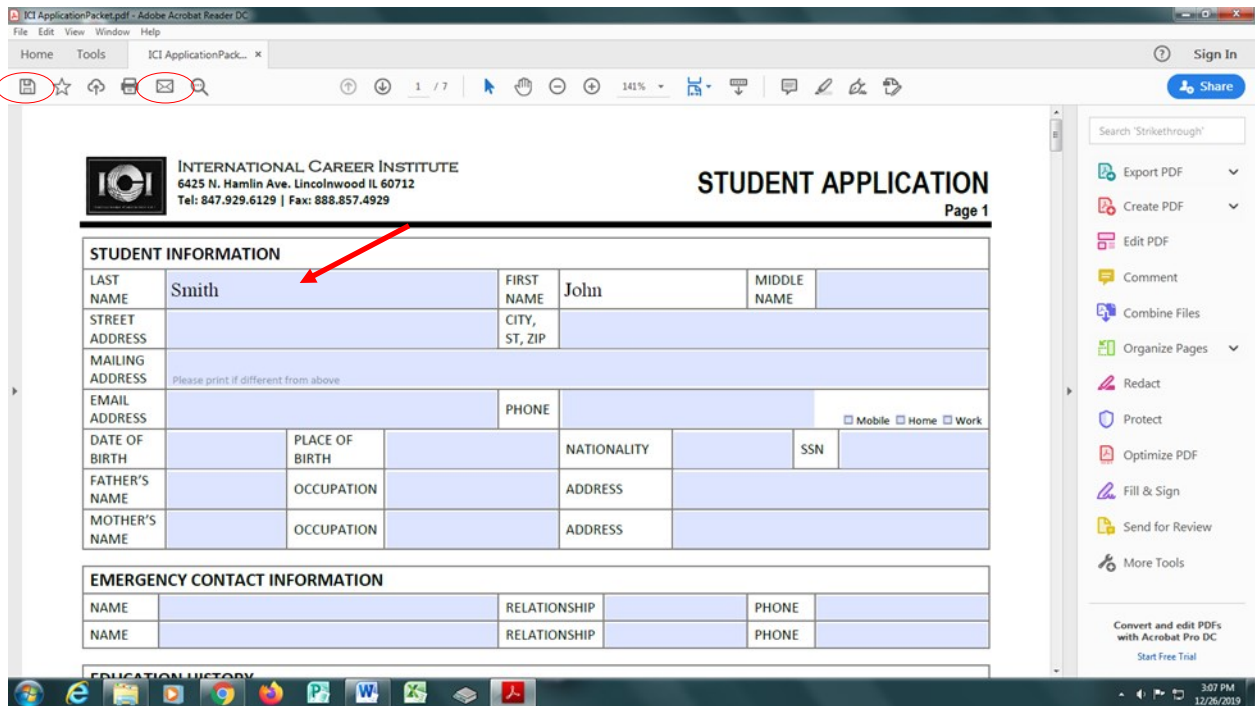 ICI ApplicationPacket.pdf - Adobe Acrobat Reader DC
File Edit View Window Help
Home Tools ICI ApplicationPack... × Sign In
1 / 7 141% Share
Search 'Strikethrough'
ICI
INTERNATIONAL CAREER INSTITUTE
6425 N. Hamlin Ave. Lincolnwood IL 60712
Tel: 847.929.6129 | Fax: 888.857.4929
STUDENT APPLICATION
Page 1
STUDENT INFORMATION
LAST NAME Smith FIRST NAME John MIDDLE NAME
STREET ADDRESS CITY, ST, ZIP
MAILING ADDRESS Please print if different from above
EMAIL ADDRESS PHONE Mobile Home Work
DATE OF BIRTH PLACE OF BIRTH NATIONALITY SSN
FATHER'S NAME OCCUPATION ADDRESS
MOTHER'S NAME OCCUPATION ADDRESS
EMERGENCY CONTACT INFORMATION
NAME RELATIONSHIP PHONE
NAME RELATIONSHIP PHONE
EDUCATION HISTORY
Export PDF
Create PDF
Edit PDF
Comment
Combine Files
Organize Pages
Redact
Protect
Optimize PDF
Fill & Sign
Send for Review
More Tools
Convert and edit PDFs
with Acrobat Pro DC
Start Free Trial
3:07 PM
12/26/2019